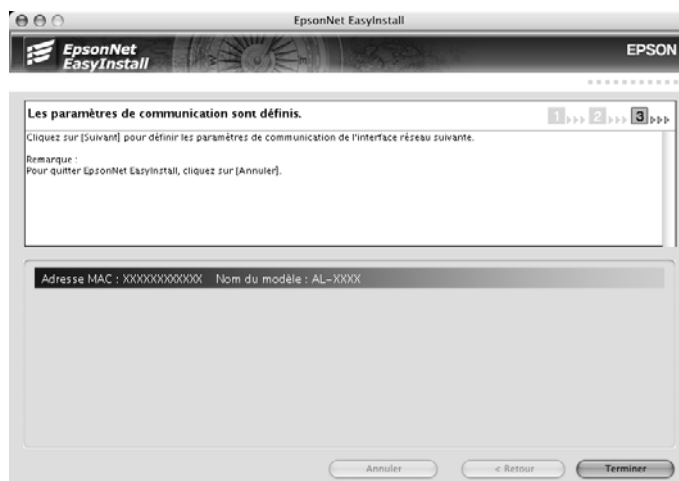 EpsonNet EasyInstall
EpsonNet
EasyInstall
EPSON
Les paramètres de communication sont définis.
1 2 3
Cliquez sur [Suivant] pour définir les paramètres de communication de l'interface réseau suivante.
Remarque :
Pour quitter EpsonNet EasyInstall, cliquez sur [Annuler].
Adresse MAC : XXXXXXXXXXXX Nom du modèle : AL-XXXX
Annuler
< Retour
Terminer